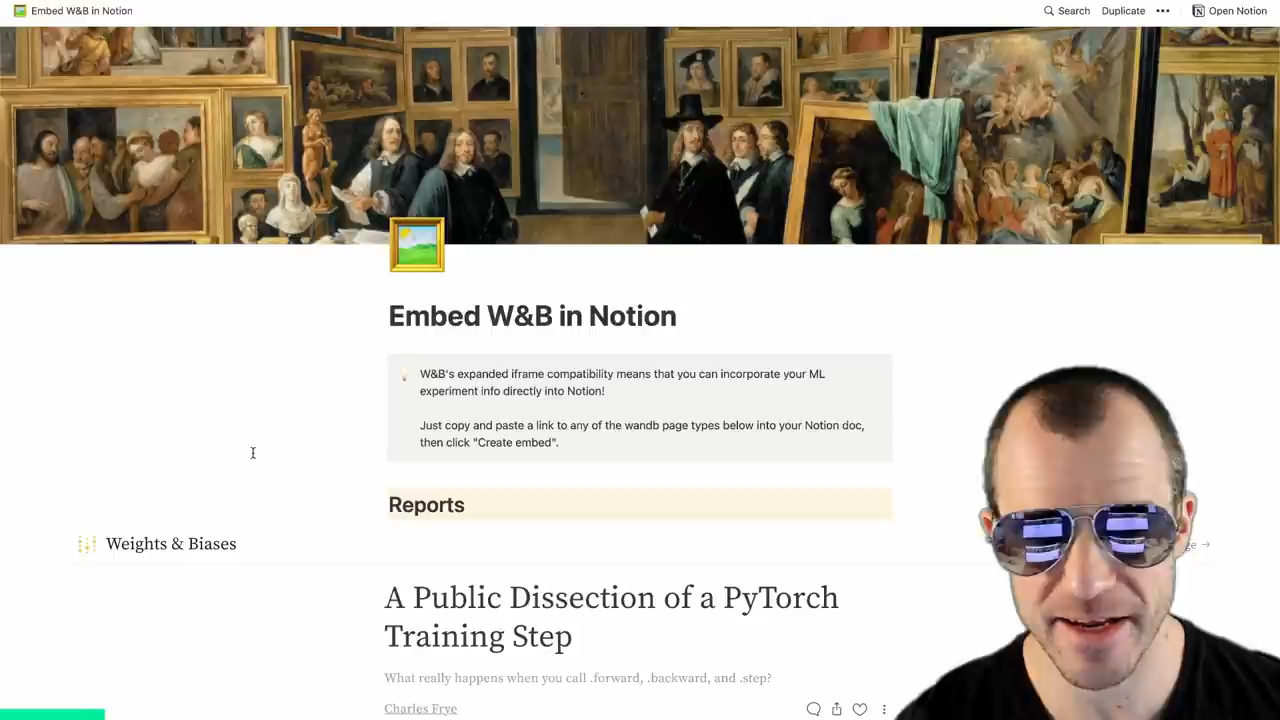 Embed W&B in Notion
Search Duplicate ••• Open Notion
Embed W&B in Notion
W&B's expanded iframe compatibility means that you can incorporate your ML
experiment info directly into Notion!
Just copy and paste a link to any of the wandb page types below into your Notion doc,
then click "Create embed".
Reports
Weights & Biases
A Public Dissection of a PyTorch
Training Step
What really happens when you call .forward, .backward, and .step?
Charles Frye